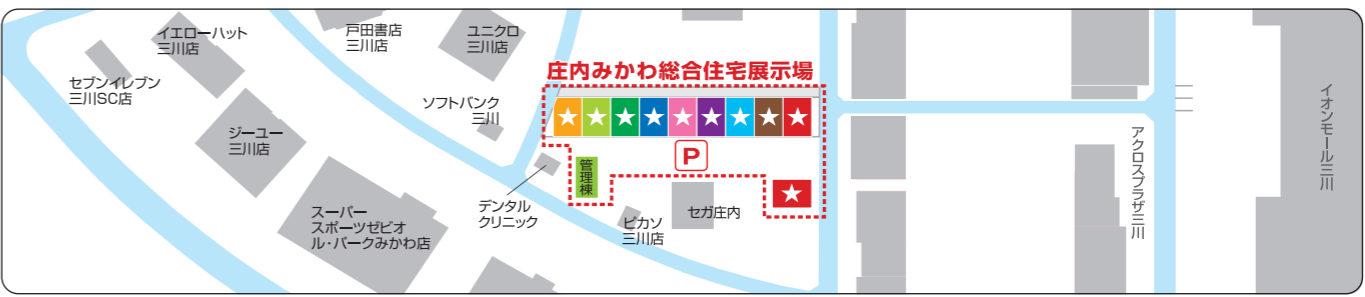 イエローハット
三川店
戸田書店
三川店
ユニクロ
三川店
セブンイレブン
三川SC店
庄内みかわ総合住宅展示場
ソフトバンク
三川
ジーユー
三川店
P
管理棟
デンタル
クリニック
スーパー
スポーツゼビオ
ル・パークみかわ店
ピカソ
三川店
セガ庄内
アクロスプラザ三川
イオンモール三川